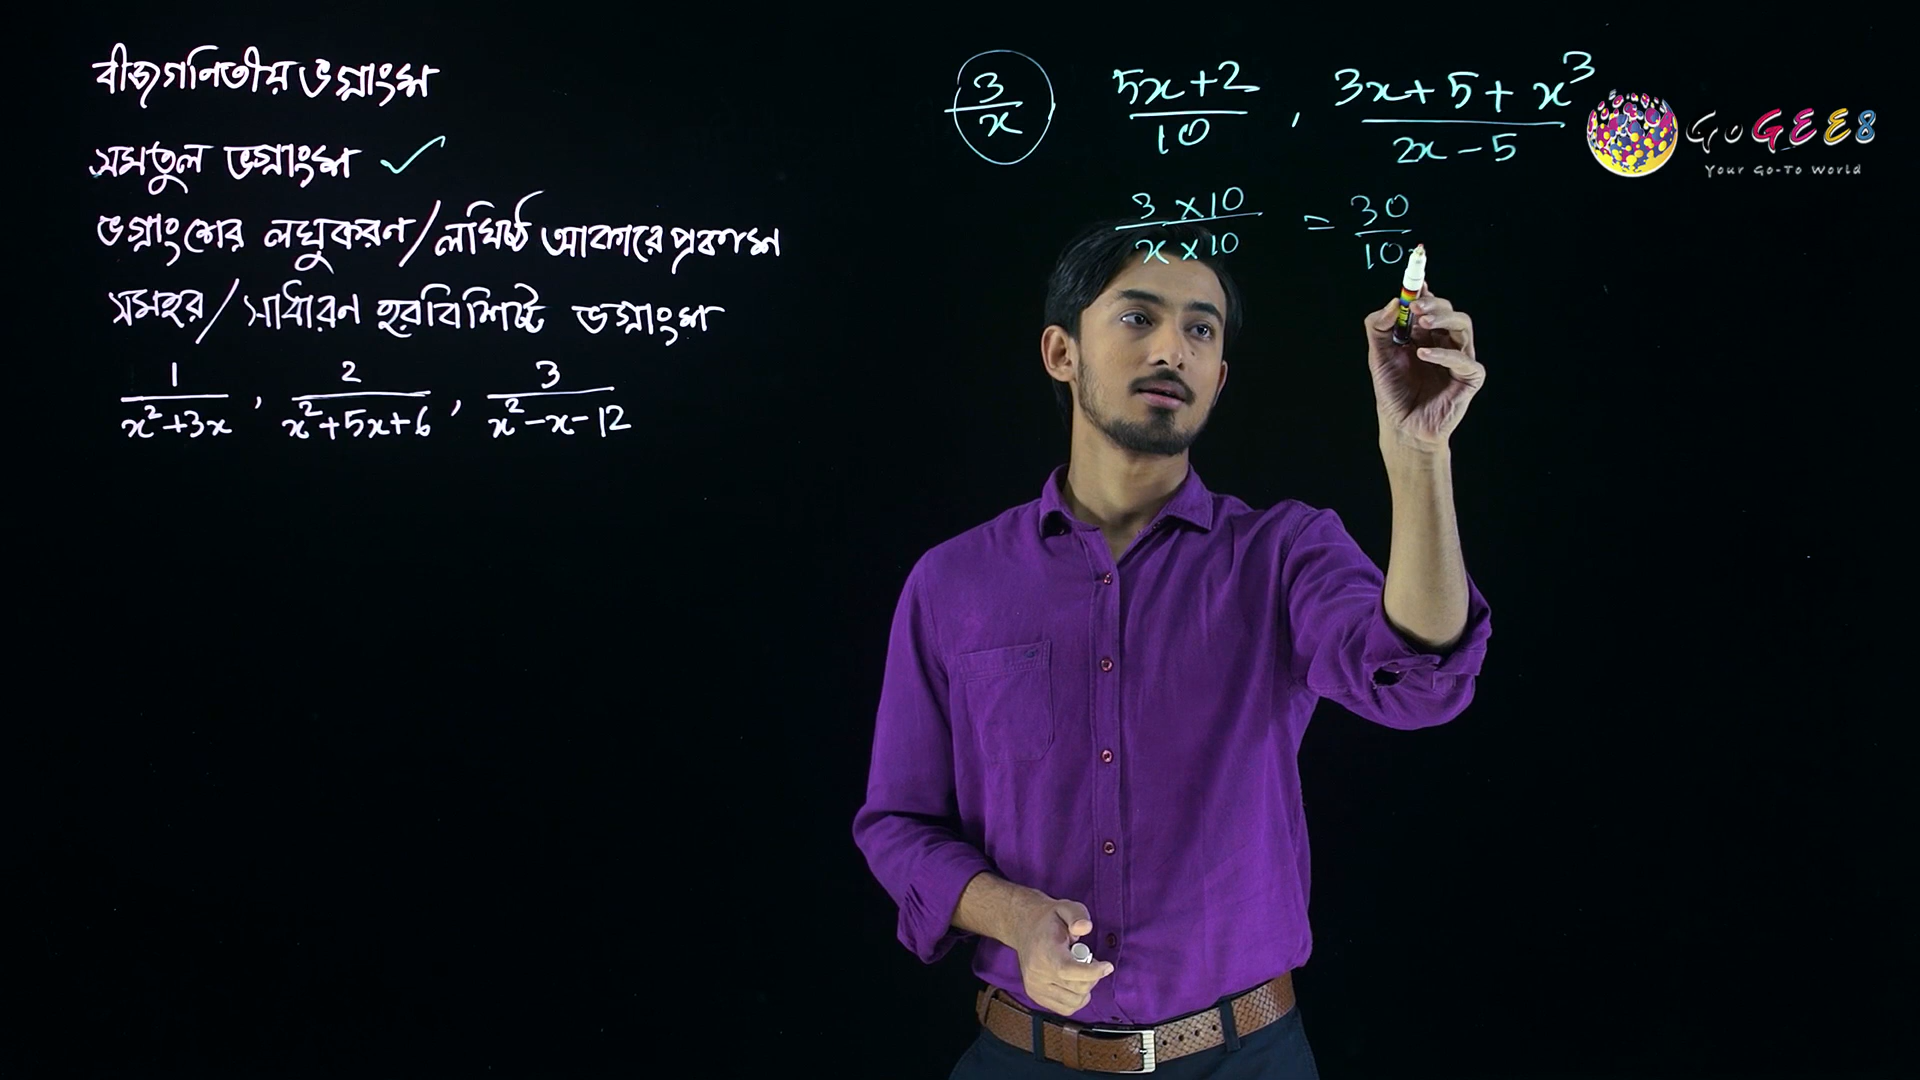 বীজগনিতীয় ভগ্নাংশ
সমতুল ভগ্নাংশ ✓
ভগ্নাংশের লঘুকরণ/লঘিষ্ঠ আকারে প্রকাশ
সমহর/সাধারন হরবিশিষ্ট ভগ্নাংশ
1/(x²+3x) , 2/(x²+5x+6) , 3/(x²-x-12)
3/x (5x+2)/10 , (3x+5+x³)/(2x-5)
(3×10)/(x×10) = 30/10
GoGEE8
Your Go-To World